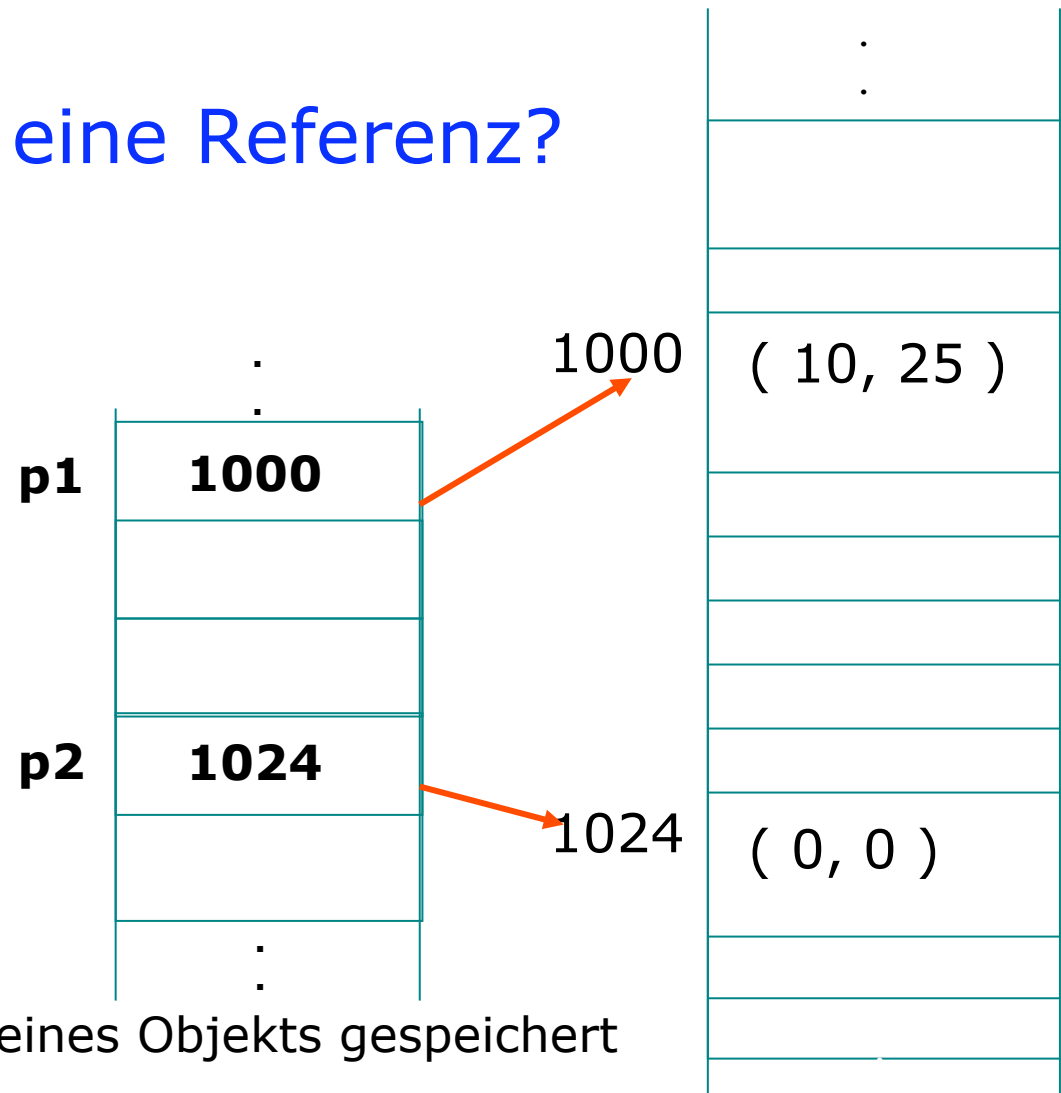 eine Referenz?
1000 ( 10, 25 )
p1 1000
p2 1024
1024 ( 0, 0 )
eines Objekts gespeichert